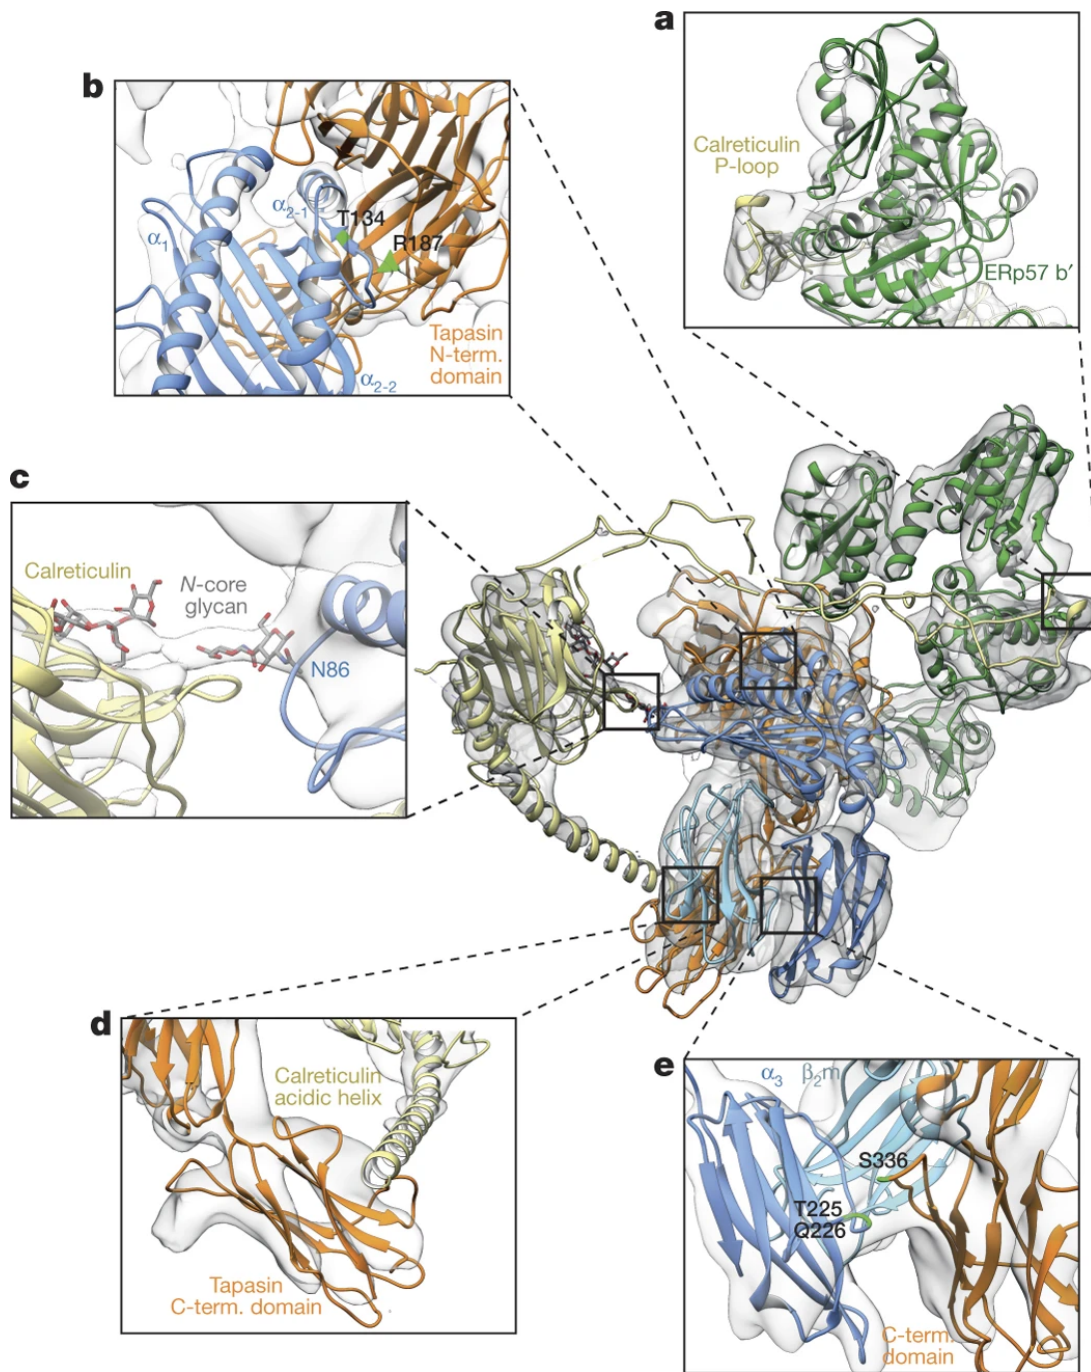 a
Calreticulin
P-loop
ERp57 b′
b
α1
α2-1
T134
R187
Tapasin
N-term.
domain
α2-2
c
Calreticulin
N-core
glycan
N86
d
Calreticulin
acidic helix
Tapasin
C-term. domain
e
α3
β2m
S336
T225
Q226
C-term.
domain